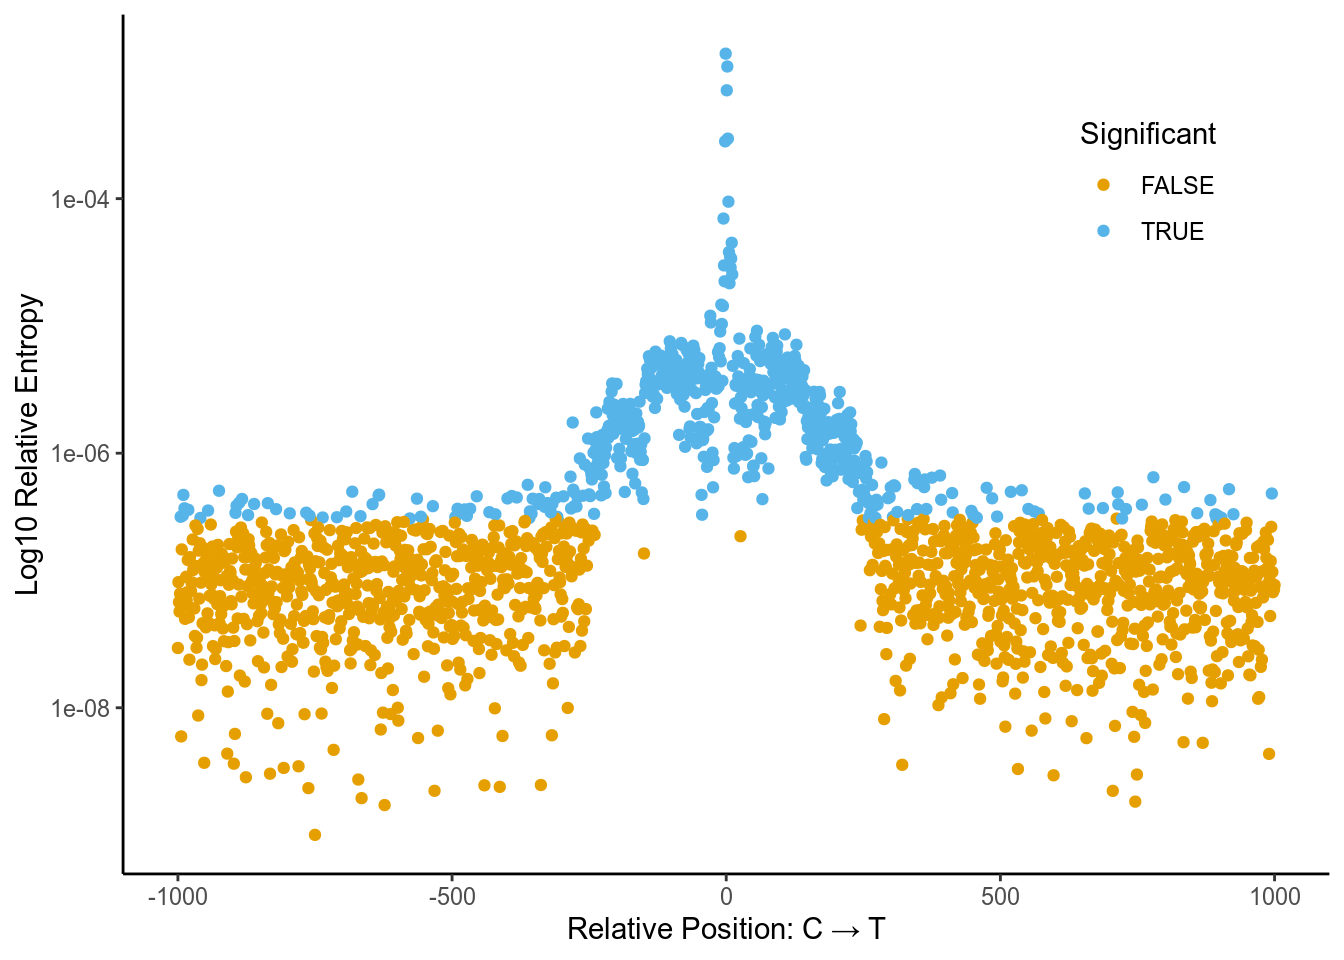 Log10 Relative Entropy
1e-04
1e-06
1e-08
Significant
FALSE
TRUE
-1000
-500
0
500
1000
Relative Position: C → T